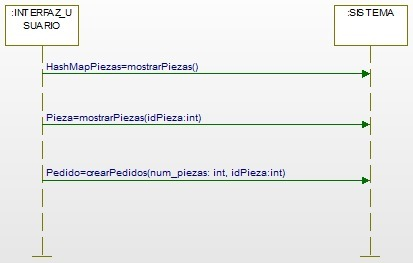 :INTERFAZ_U
SUARIO
:SISTEMA
HashMapPiezas=mostrarPiezas()
Pieza=mostrarPiezas(idPieza:int)
Pedido=crearPedidos(num_piezas: int, idPieza:int)